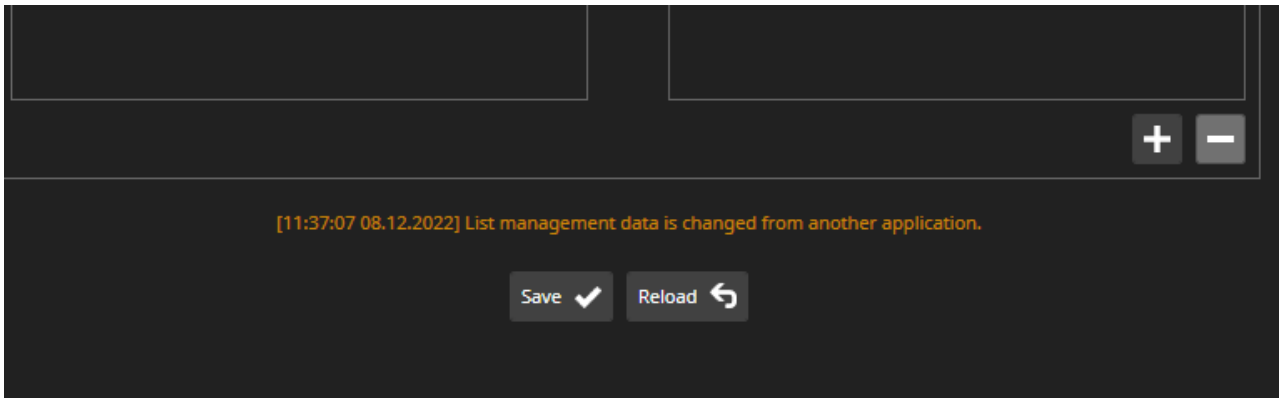 [11:37:07 08.12.2022] List management data is changed from another application.
Save
Reload